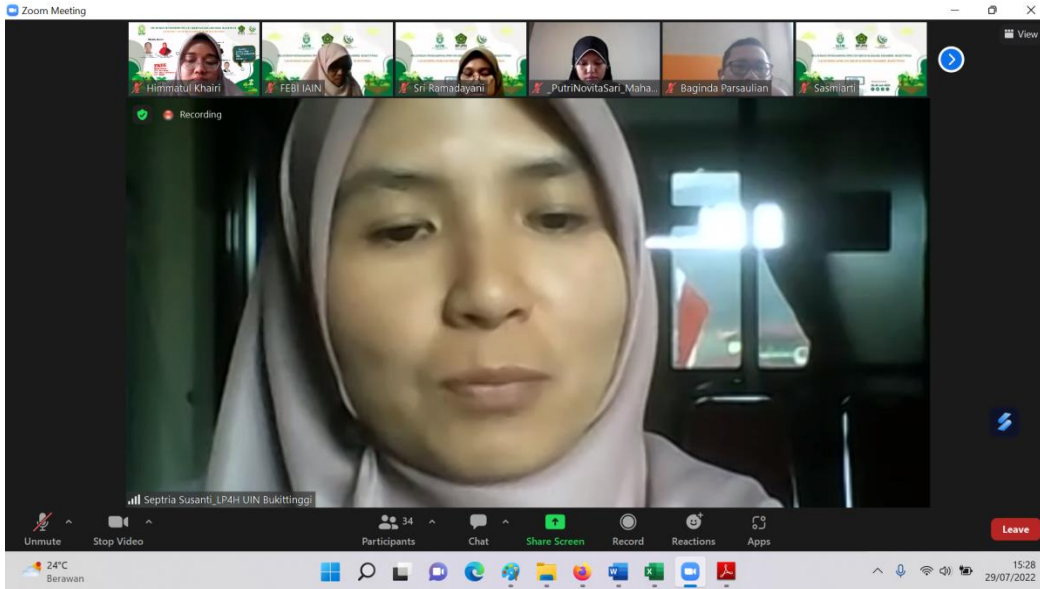 Zoom Meeting
View
Himmatul Khairi
FEBI IAIN
Sri Ramadayani
_PutriNovitaSari_Maha...
Baginda Parsaulian
Sasmiarti
Recording
Septria Susanti_LP4H UIN Bukittinggi
34
Unmute
Stop Video
Participants
Chat
Share Screen
Record
Reactions
Apps
Leave
24°C
Berawan
15:28
29/07/2022